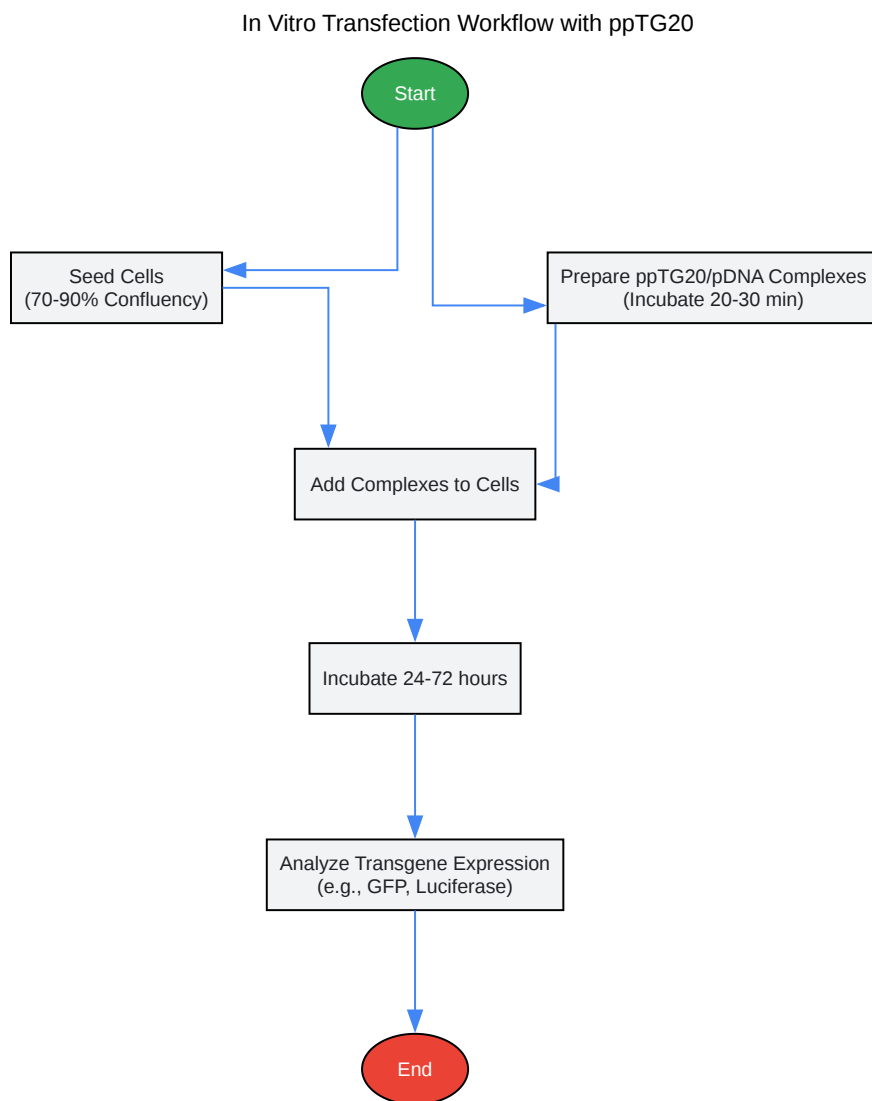 In Vitro Transfection Workflow with ppTG20
Start
Seed Cells
(70-90% Confluency)
Prepare ppTG20/pDNA Complexes
(Incubate 20-30 min)
Add Complexes to Cells
Incubate 24-72 hours
Analyze Transgene Expression
(e.g., GFP, Luciferase)
End